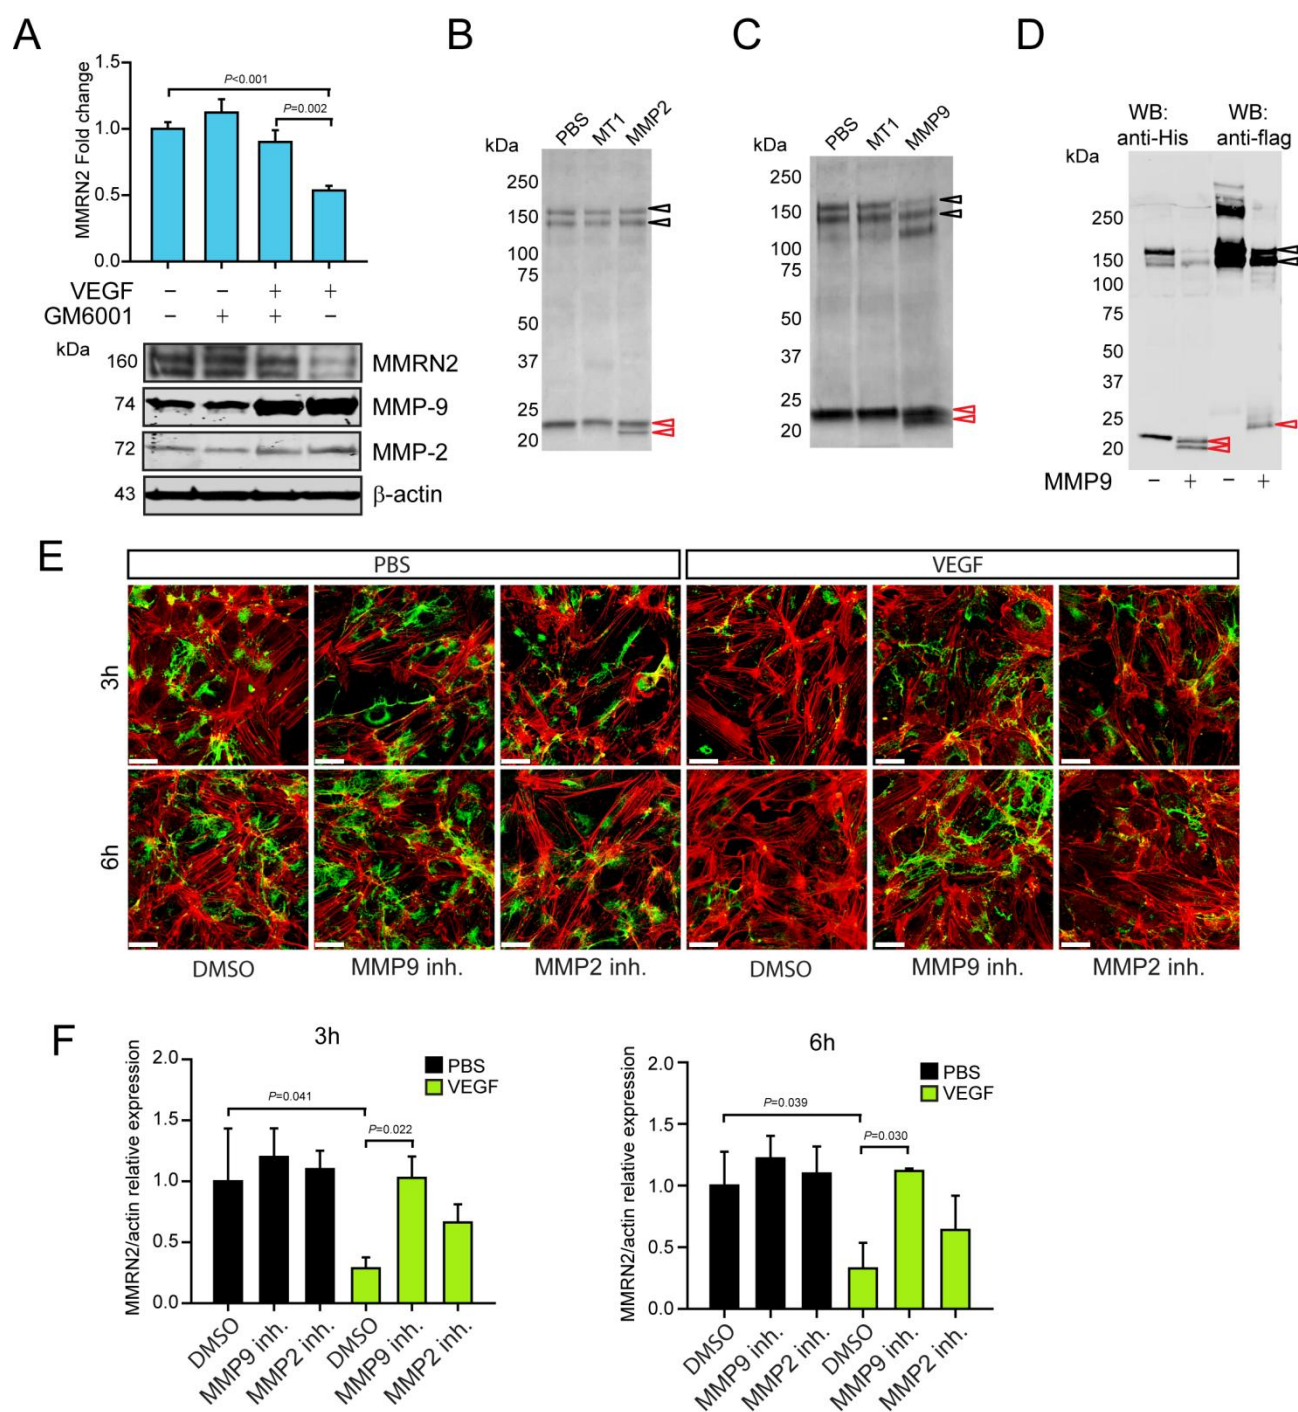 A
MMRN2 Fold change
1.5
1.0
0.5
0.0
P<0.001
P=0.002
VEGF − − + +
GM6001 − + + −
kDa
160 MMRN2
74 MMP-9
72 MMP-2
43 β-actin
B
PBS MT1 MMP2
kDa
250
150
100
75
50
37
25
20
C
PBS MT1 MMP9
kDa
250
150
100
75
50
37
25
20
D
WB: WB:
anti-His anti-flag
kDa
250
150
100
75
50
37
25
20
MMP9 − + − +
E
PBS VEGF
3h
6h
DMSO MMP9 inh. MMP2 inh. DMSO MMP9 inh. MMP2 inh.
F
3h
MMRN2/actin relative expression
2.0
1.5
1.0
0.5
0.0
PBS
VEGF
P=0.041
P=0.022
DMSO MMP9 inh. MMP2 inh. DMSO MMP9 inh. MMP2 inh.
6h
MMRN2/actin relative expression
2.0
1.5
1.0
0.5
0.0
PBS
VEGF
P=0.039
P=0.030
DMSO MMP9 inh. MMP2 inh. DMSO MMP9 inh. MMP2 inh.